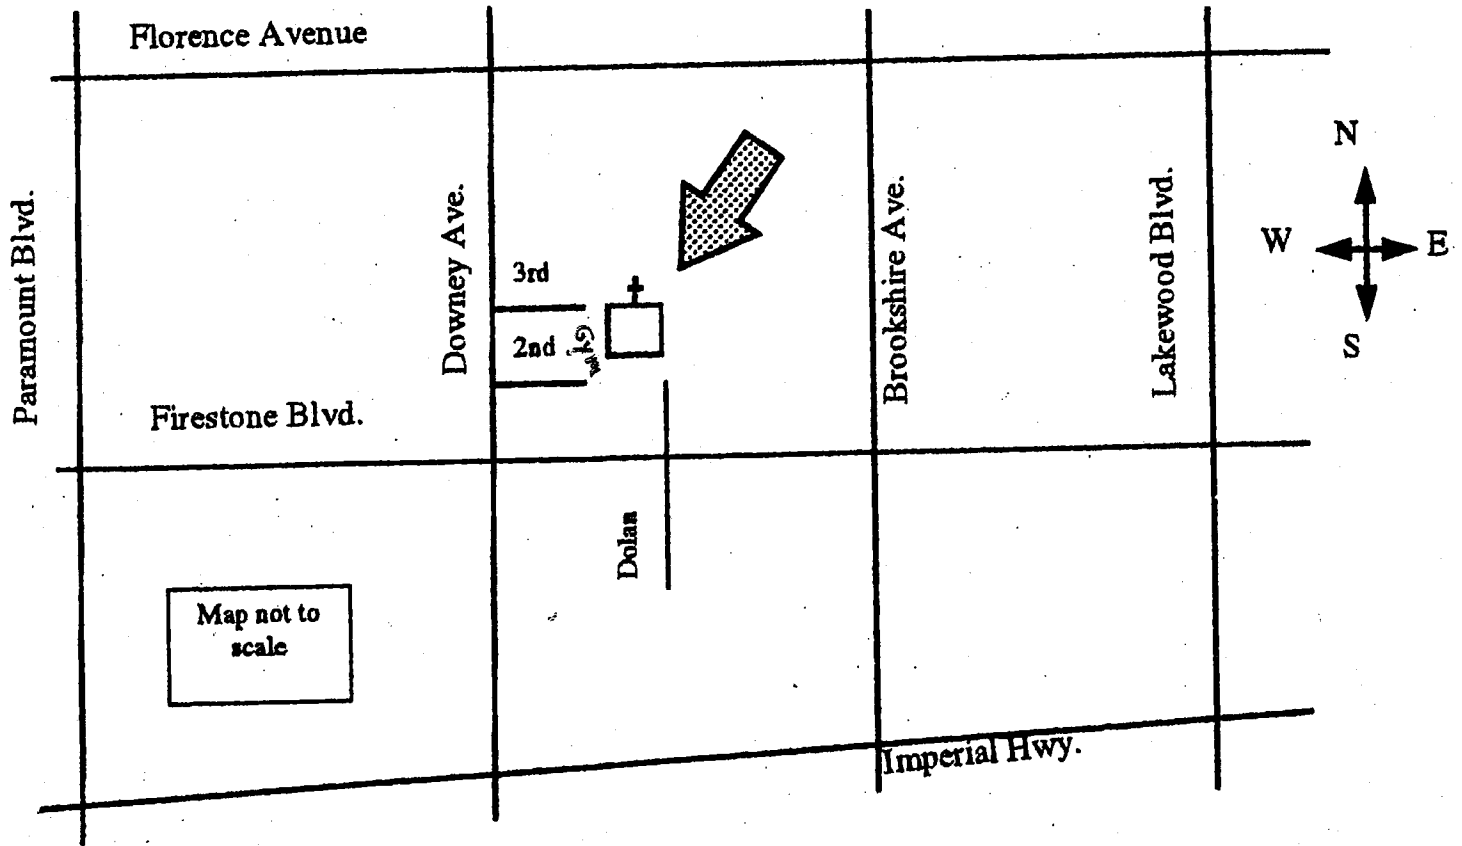 Florence Avenue
N
W
E
S
Paramount Blvd.
Downey Ave.
Brookshire Ave.
Lakewood Blvd.
3rd
2nd
Firestone Blvd.
Dolan
Map not to
scale
Imperial Hwy.